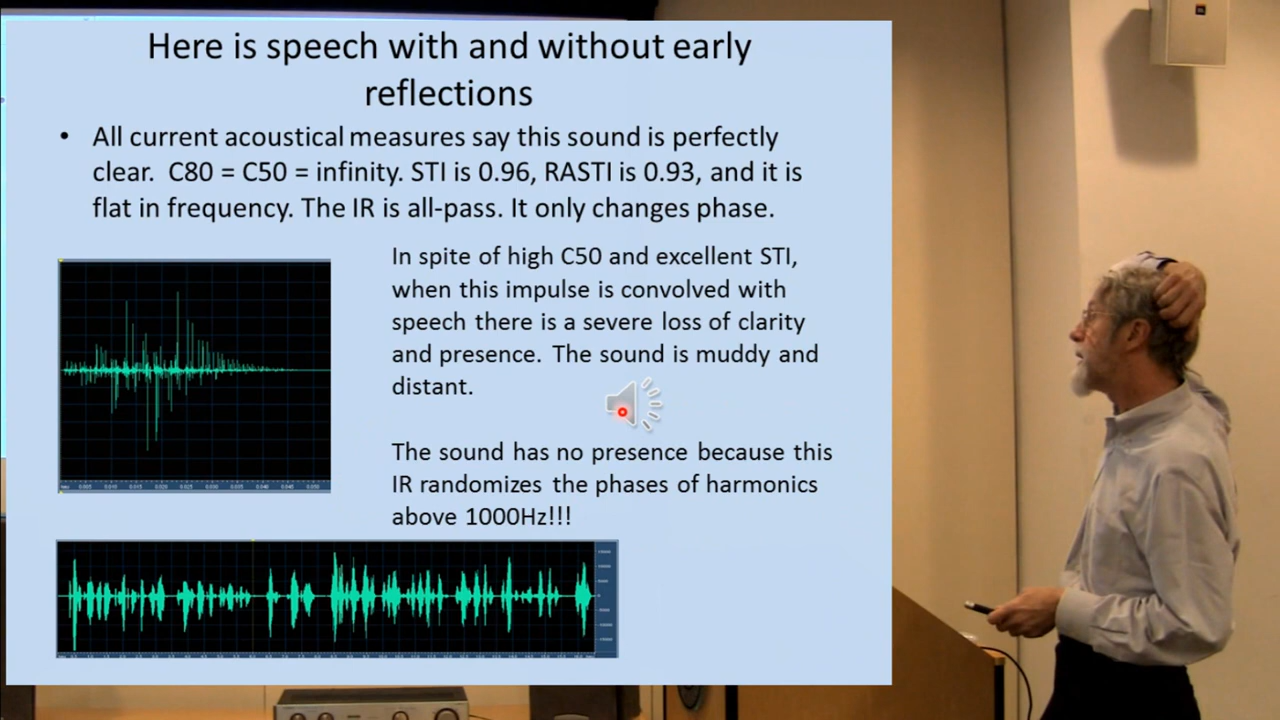 Here is speech with and without early
reflections
• All current acoustical measures say this sound is perfectly
clear. C80 = C50 = infinity. STI is 0.96, RASTI is 0.93, and it is
flat in frequency. The IR is all-pass. It only changes phase.
In spite of high C50 and excellent STI,
when this impulse is convolved with
speech there is a severe loss of clarity
and presence. The sound is muddy and
distant.
The sound has no presence because this
IR randomizes the phases of harmonics
above 1000Hz!!!